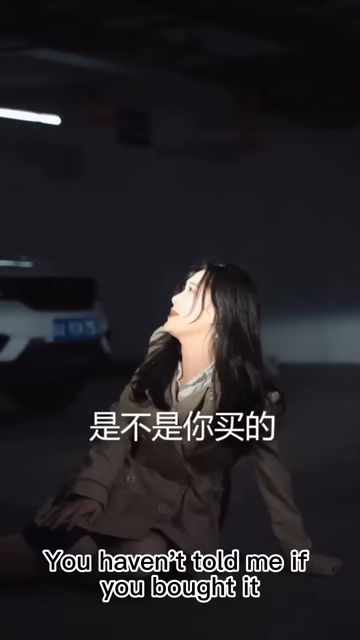 是不是你买的
You haven't told me if
you bought it